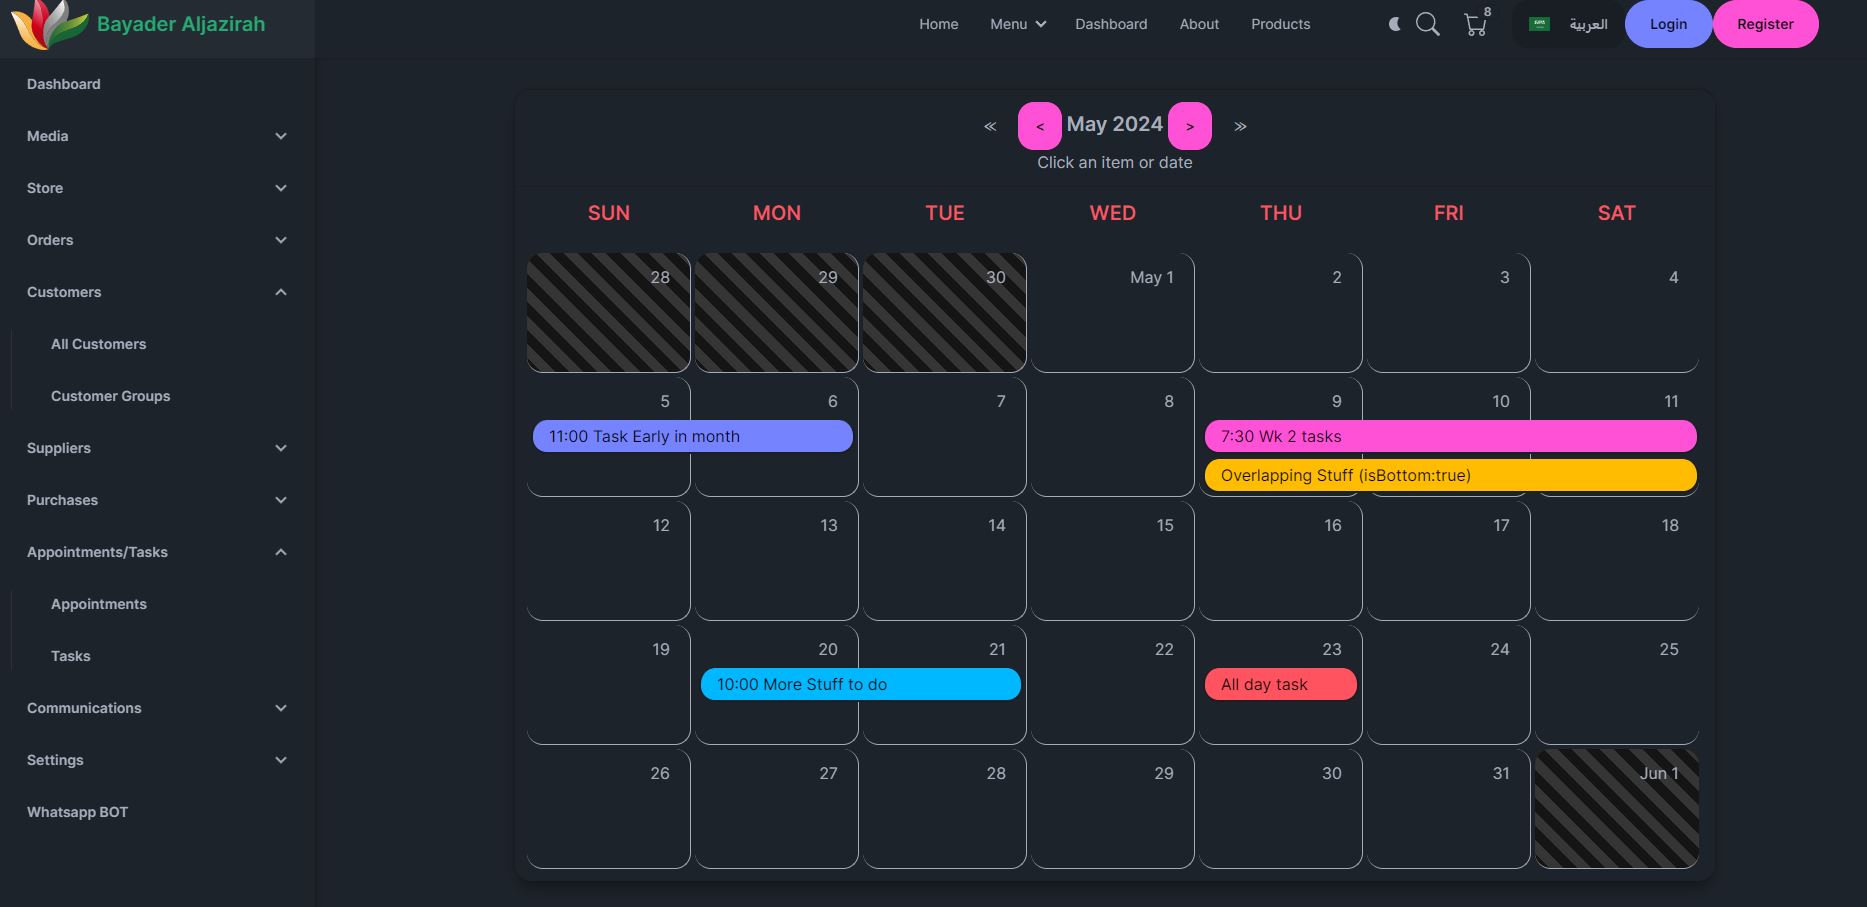 Bayader Aljazirah
Home Menu Dashboard About Products 8 العربية Login Register
Dashboard
Media
Store
Orders
Customers
All Customers
Customer Groups
Suppliers
Purchases
Appointments/Tasks
Appointments
Tasks
Communications
Settings
Whatsapp BOT
≪ < May 2024 > ≫
Click an item or date
SUN MON TUE WED THU FRI SAT
28 29 30 May 1 2 3 4
5 6 7 8 9 10 11
11:00 Task Early in month 7:30 Wk 2 tasks
Overlapping Stuff (isBottom:true)
12 13 14 15 16 17 18
19 20 21 22 23 24 25
10:00 More Stuff to do All day task
26 27 28 29 30 31 Jun 1